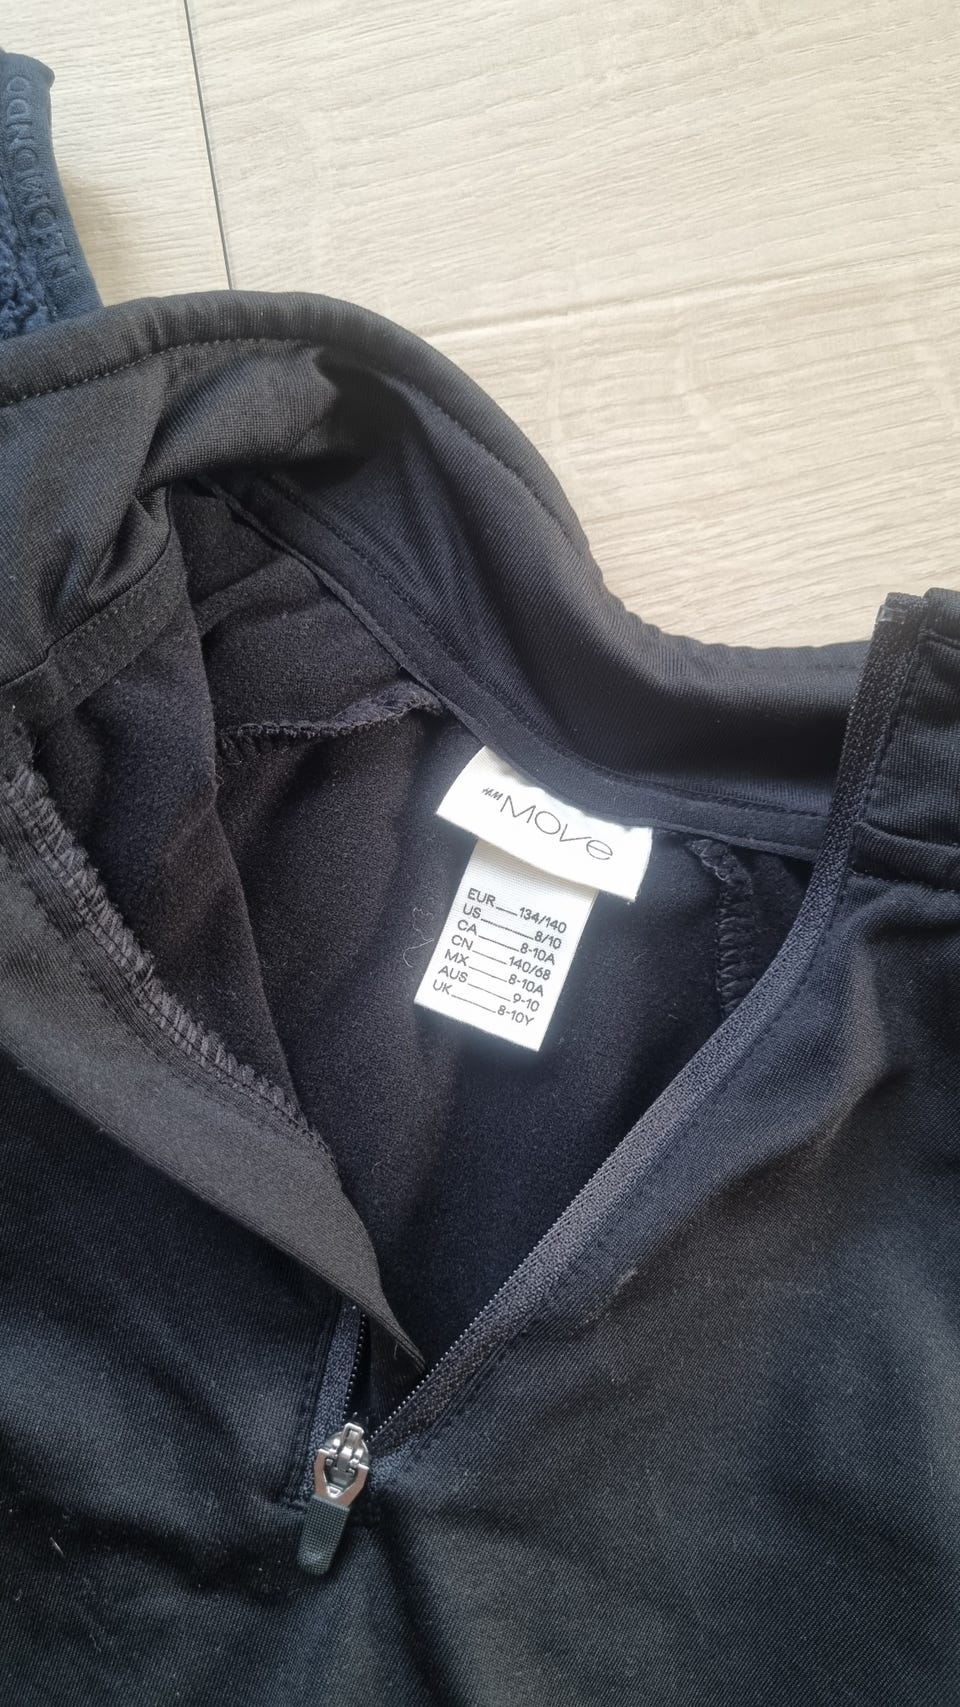 H&M MOVE
EUR 134/140
US 8/10
CA 8-10A
CN 140/68
MX 8-10A
AUS 9-10
UK 8-10Y